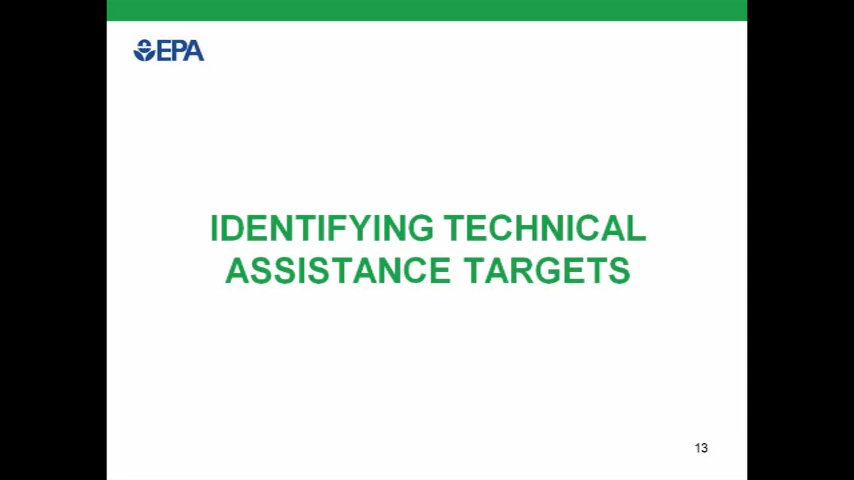 EPA
IDENTIFYING TECHNICAL
ASSISTANCE TARGETS
13